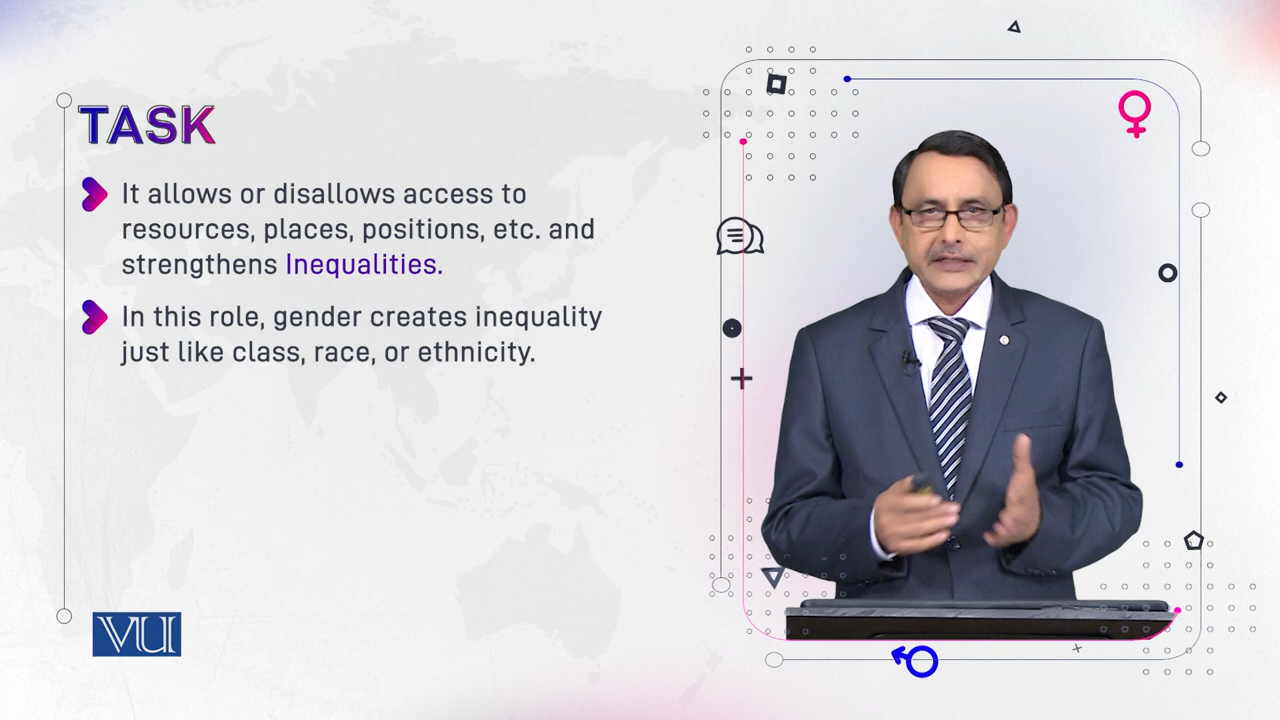 TASK
It allows or disallows access to
resources, places, positions, etc. and
strengthens Inequalities.
In this role, gender creates inequality
just like class, race, or ethnicity.
VU